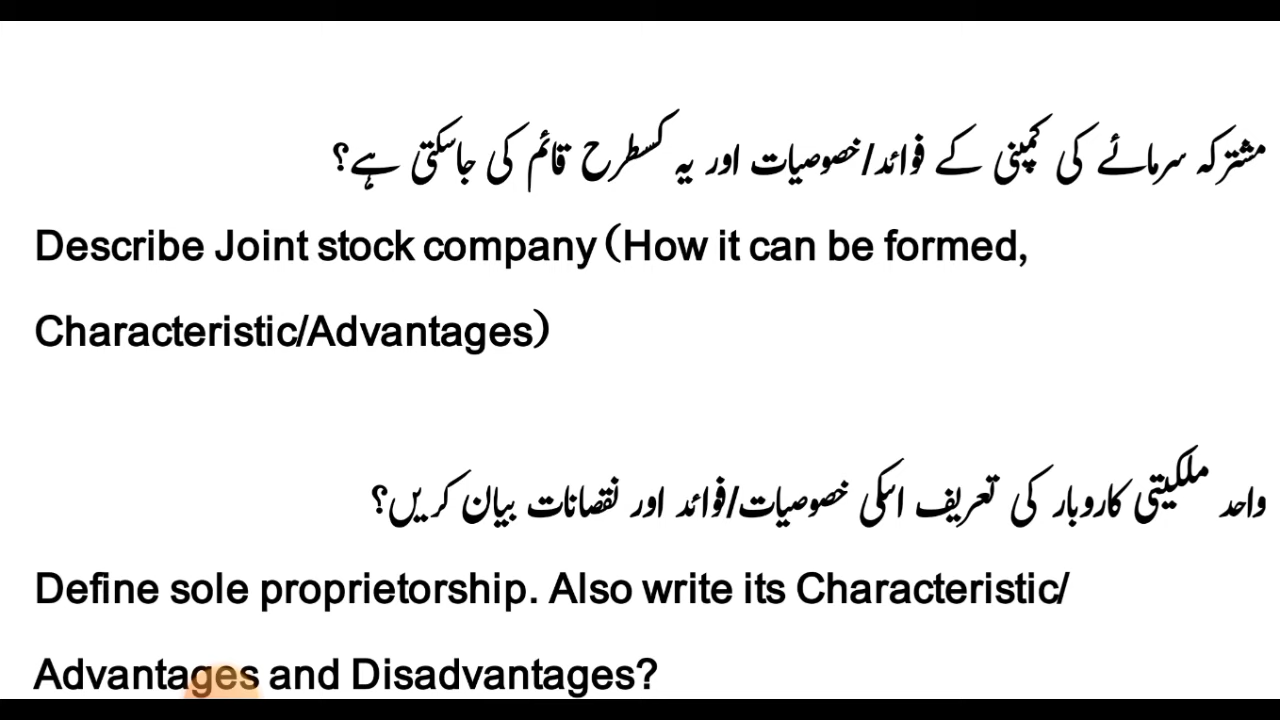 مشترکہ سرمائے کی کمپنی کے فوائد/خصوصیات اور یہ کسطرح قائم کی جاسکتی ہے؟
Describe Joint stock company (How it can be formed,
Characteristic/Advantages)
واحد ملکیتی کاروبار کی تعریف اسکی خصوصیات/فوائد اور نقصانات بیان کریں؟
Define sole proprietorship. Also write its Characteristic/
Advantages and Disadvantages?